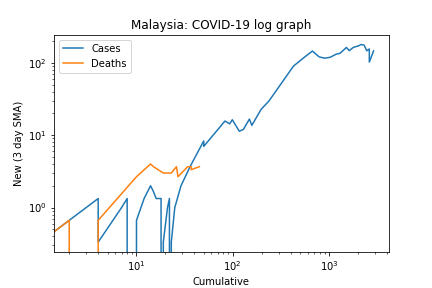 Malaysia: COVID-19 log graph
Cases
Deaths
New (3 day SMA)
10²
10¹
10⁰
10¹ 10² 10³
Cumulative